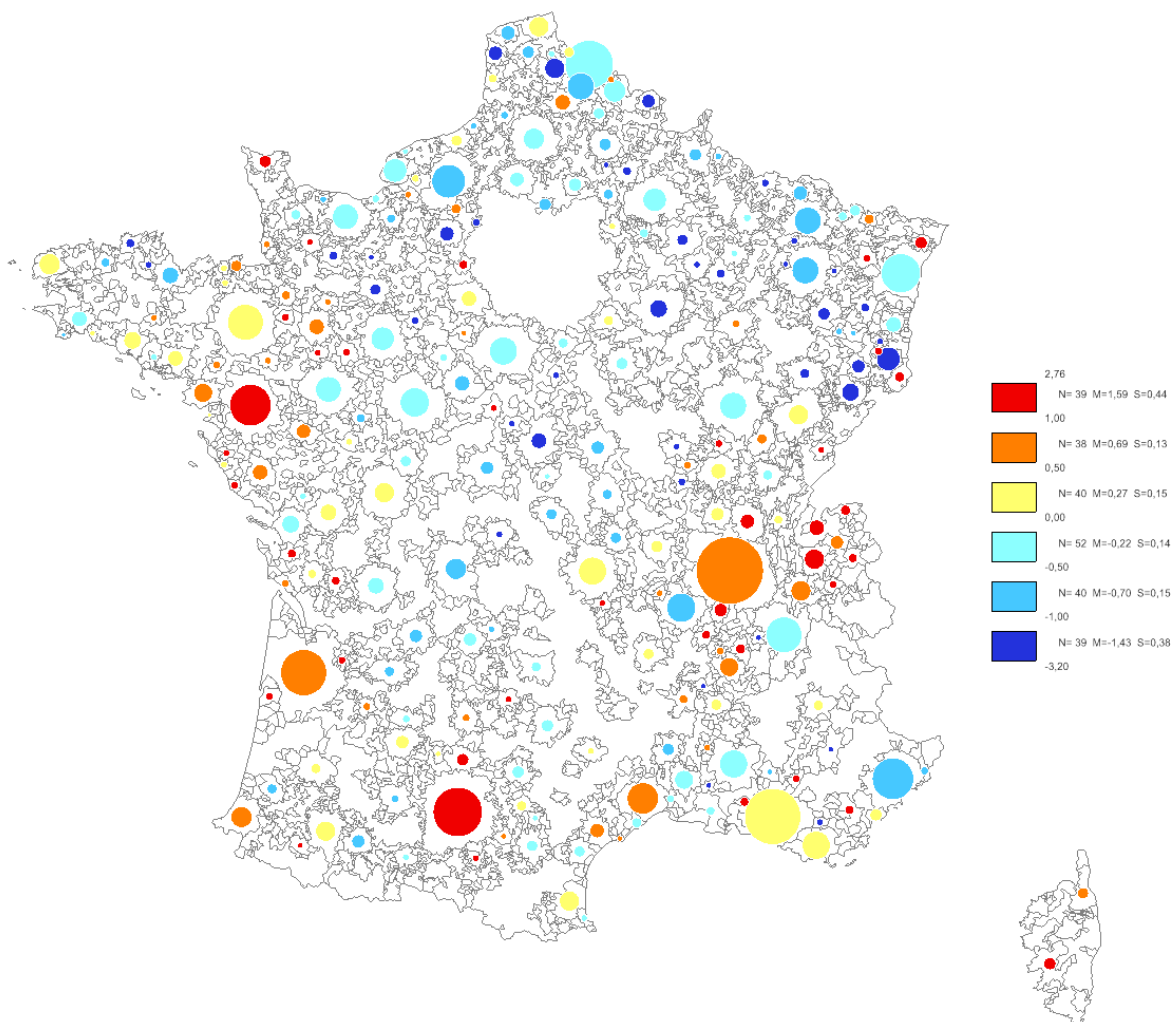 2,76
N= 39 M=1,59 S=0,44
1,00
N= 38 M=0,69 S=0,13
0,50
N= 40 M=0,27 S=0,15
0,00
N= 52 M=-0,22 S=0,14
-0,50
N= 40 M=-0,70 S=0,15
-1,00
N= 39 M=-1,43 S=0,38
-3,20